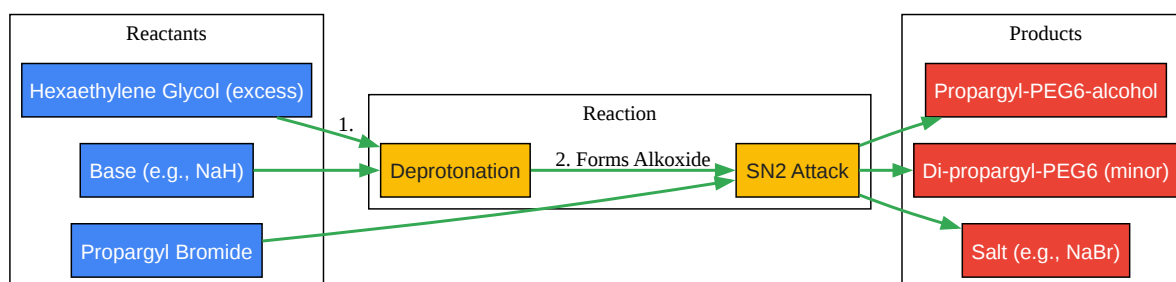 Reactants
Hexaethylene Glycol (excess)
Base (e.g., NaH)
Propargyl Bromide
1.
Reaction
Deprotonation
2. Forms Alkoxide
SN2 Attack
Products
Propargyl-PEG6-alcohol
Di-propargyl-PEG6 (minor)
Salt (e.g., NaBr)